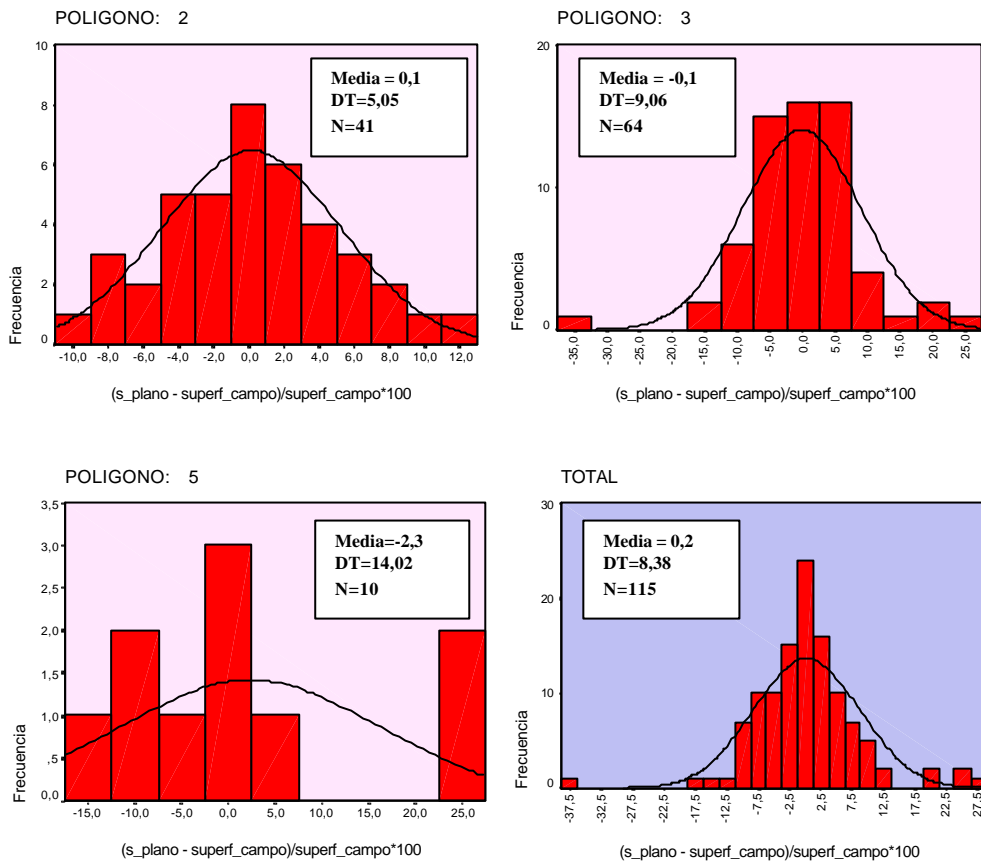 POLIGONO: 2
10
8
6
4
2
0
Frecuencia
Media = 0,1
DT=5,05
N=41
-10,0 -8,0 -6,0 -4,0 -2,0 0,0 2,0 4,0 6,0 8,0 10,0 12,0
(s_plano - superf_campo)/superf_campo*100
POLIGONO: 3
20
10
0
Frecuencia
Media = -0,1
DT=9,06
N=64
-35,0 -30,0 -25,0 -20,0 -15,0 -10,0 -5,0 0,0 5,0 10,0 15,0 20,0 25,0
(s_plano - superf_campo)/superf_campo*100
POLIGONO: 5
3,5
3,0
2,5
2,0
1,5
1,0
,5
0,0
Frecuencia
Media=-2,3
DT=14,02
N=10
-15,0 -10,0 -5,0 0,0 5,0 10,0 15,0 20,0 25,0
(s_plano - superf_campo)/superf_campo*100
TOTAL
30
20
10
0
Frecuencia
Media = 0,2
DT=8,38
N=115
-37,5 -32,5 -27,5 -22,5 -17,5 -12,5 -7,5 -2,5 2,5 7,5 12,5 17,5 22,5 27,5
(s_plano - superf_campo)/superf_campo*100